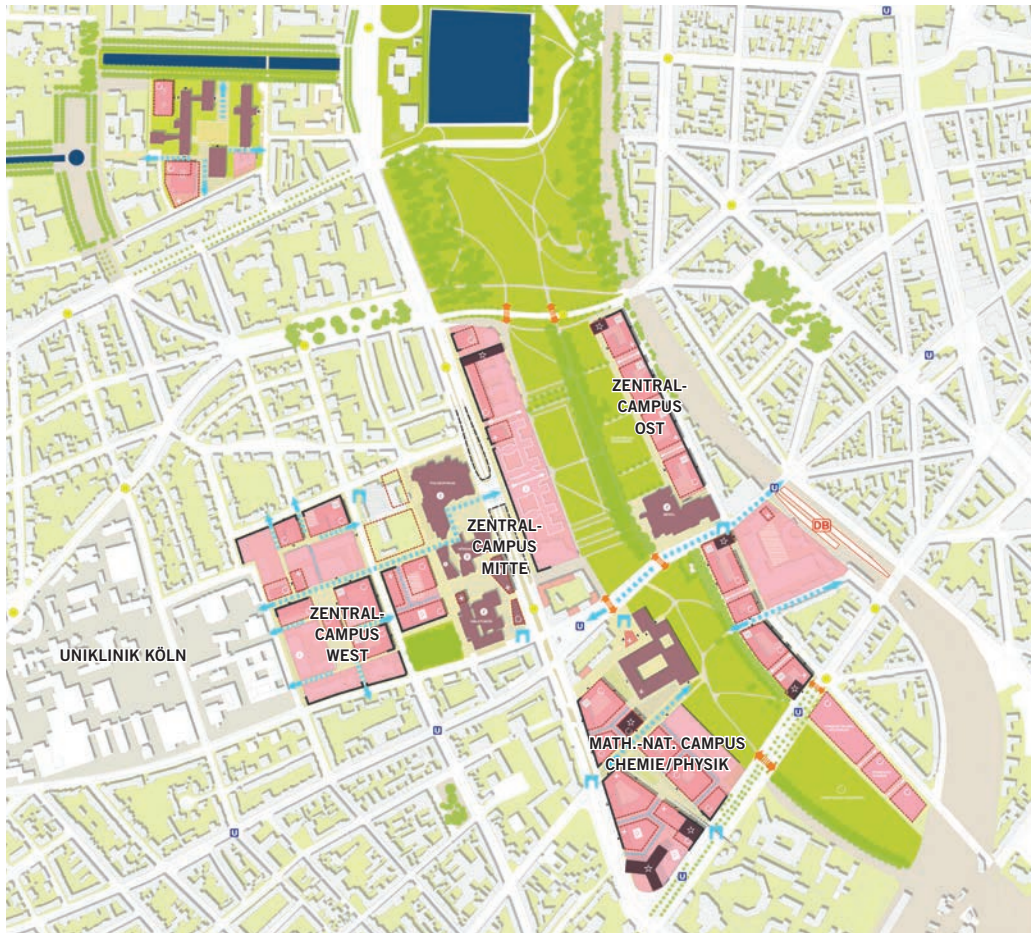 U
ZENTRAL-
CAMPUS
OST
U
U
DB
ZENTRAL-
CAMPUS
MITTE
ZENTRAL-
CAMPUS
WEST
UNIKLINIK KÖLN
U
U
U
U
MATH.-NAT. CAMPUS
CHEMIE/PHYSIK
U
U